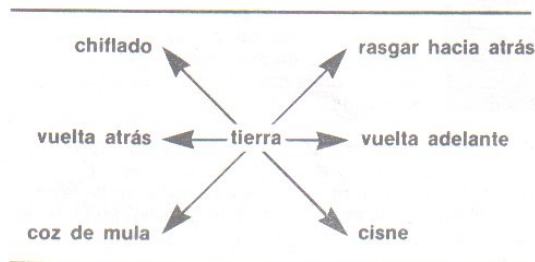 chiflado rasgar hacia atrás
vuelta atrás tierra vuelta adelante
coz de mula cisne